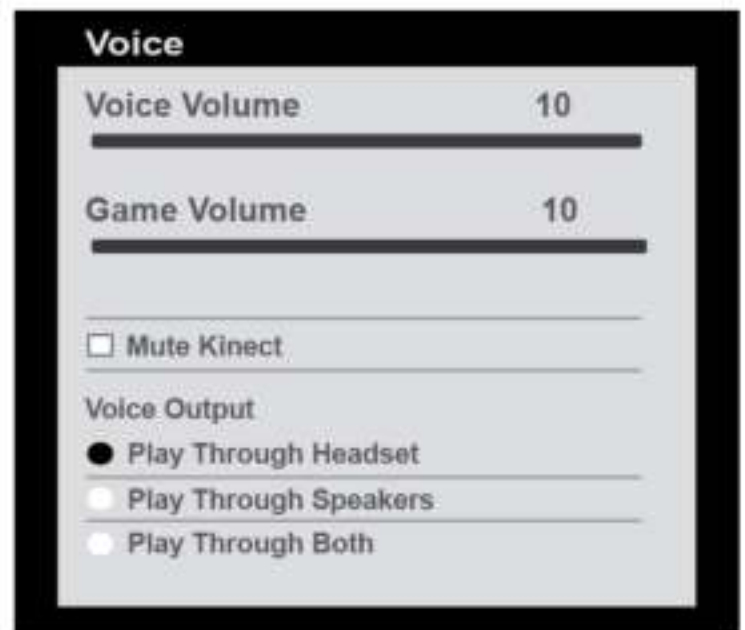 Voice
Voice Volume 10
Game Volume 10
Mute Kinect
Voice Output
Play Through Headset
Play Through Speakers
Play Through Both